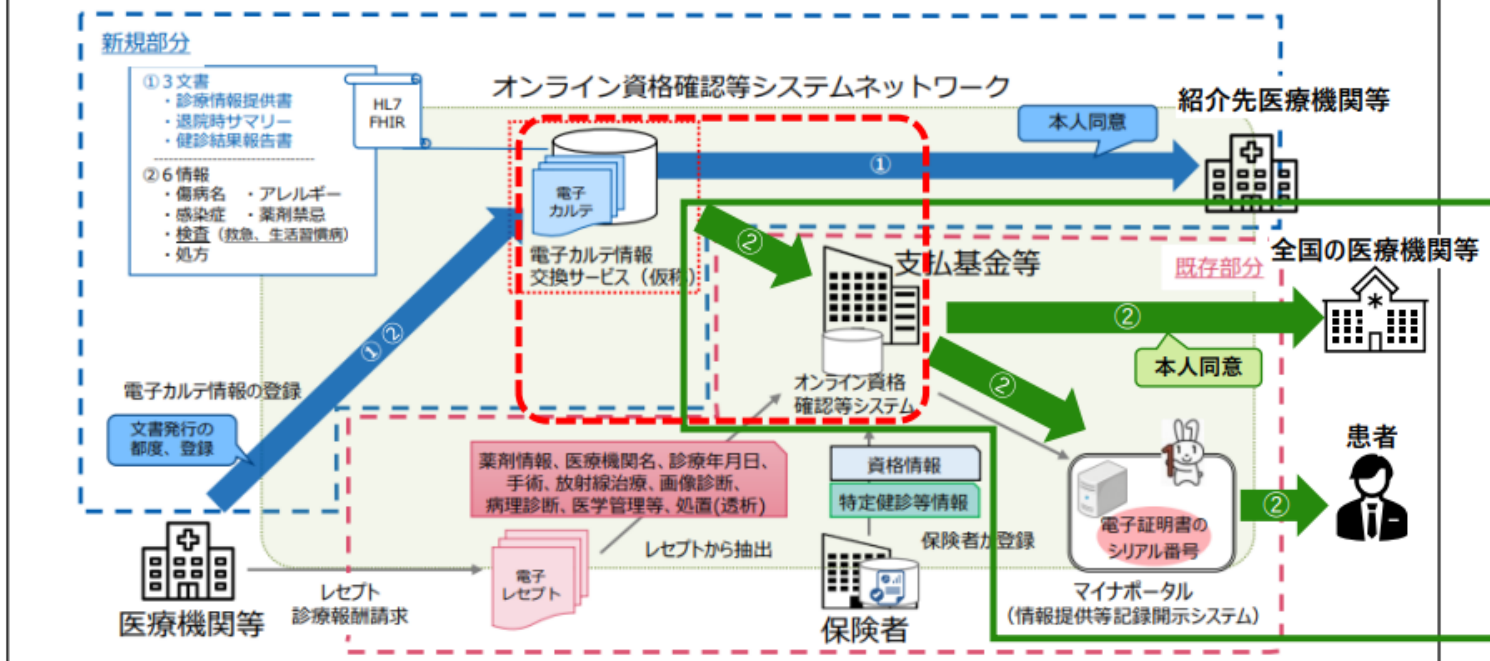 新規部分
①3文書
・診療情報提供書
・退院時サマリー
・健診結果報告書
②6情報
・傷病名 ・アレルギー
・感染症 ・薬剤禁忌
・検査（救急、生活習慣病）
・処方
HL7
FHIR
オンライン資格確認等システムネットワーク
本人同意
紹介先医療機関等
①
電子
カルテ
電子カルテ情報
交換サービス（仮称）
②
支払基金等
既存部分
全国の医療機関等
②
本人同意
①②
電子カルテ情報の登録
文書発行の
都度、登録
オンライン資格
確認等システム
②
薬剤情報、医療機関名、診療年月日、
手術、放射線治療、画像診断、
病理診断、医学管理等、処置(透析)
資格情報
特定健診等情報
患者
②
電子証明書の
シリアル番号
レセプトから抽出
保険者が登録
電子
レセプト
医療機関等
レセプト
診療報酬請求
保険者
マイナポータル
（情報提供等記録開示システム）